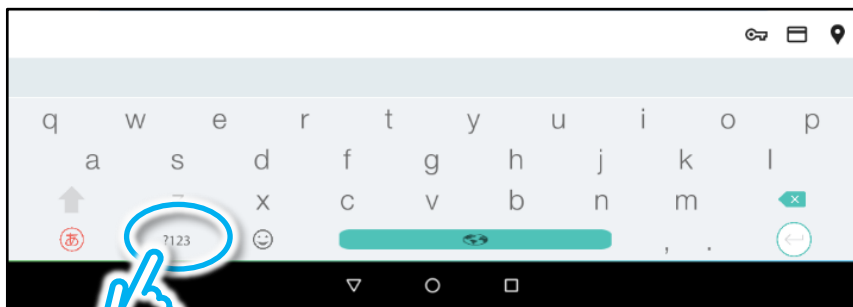 q w e r t y u i o p
a s d f g h j k l
x c v b n m
あ ?123 , .